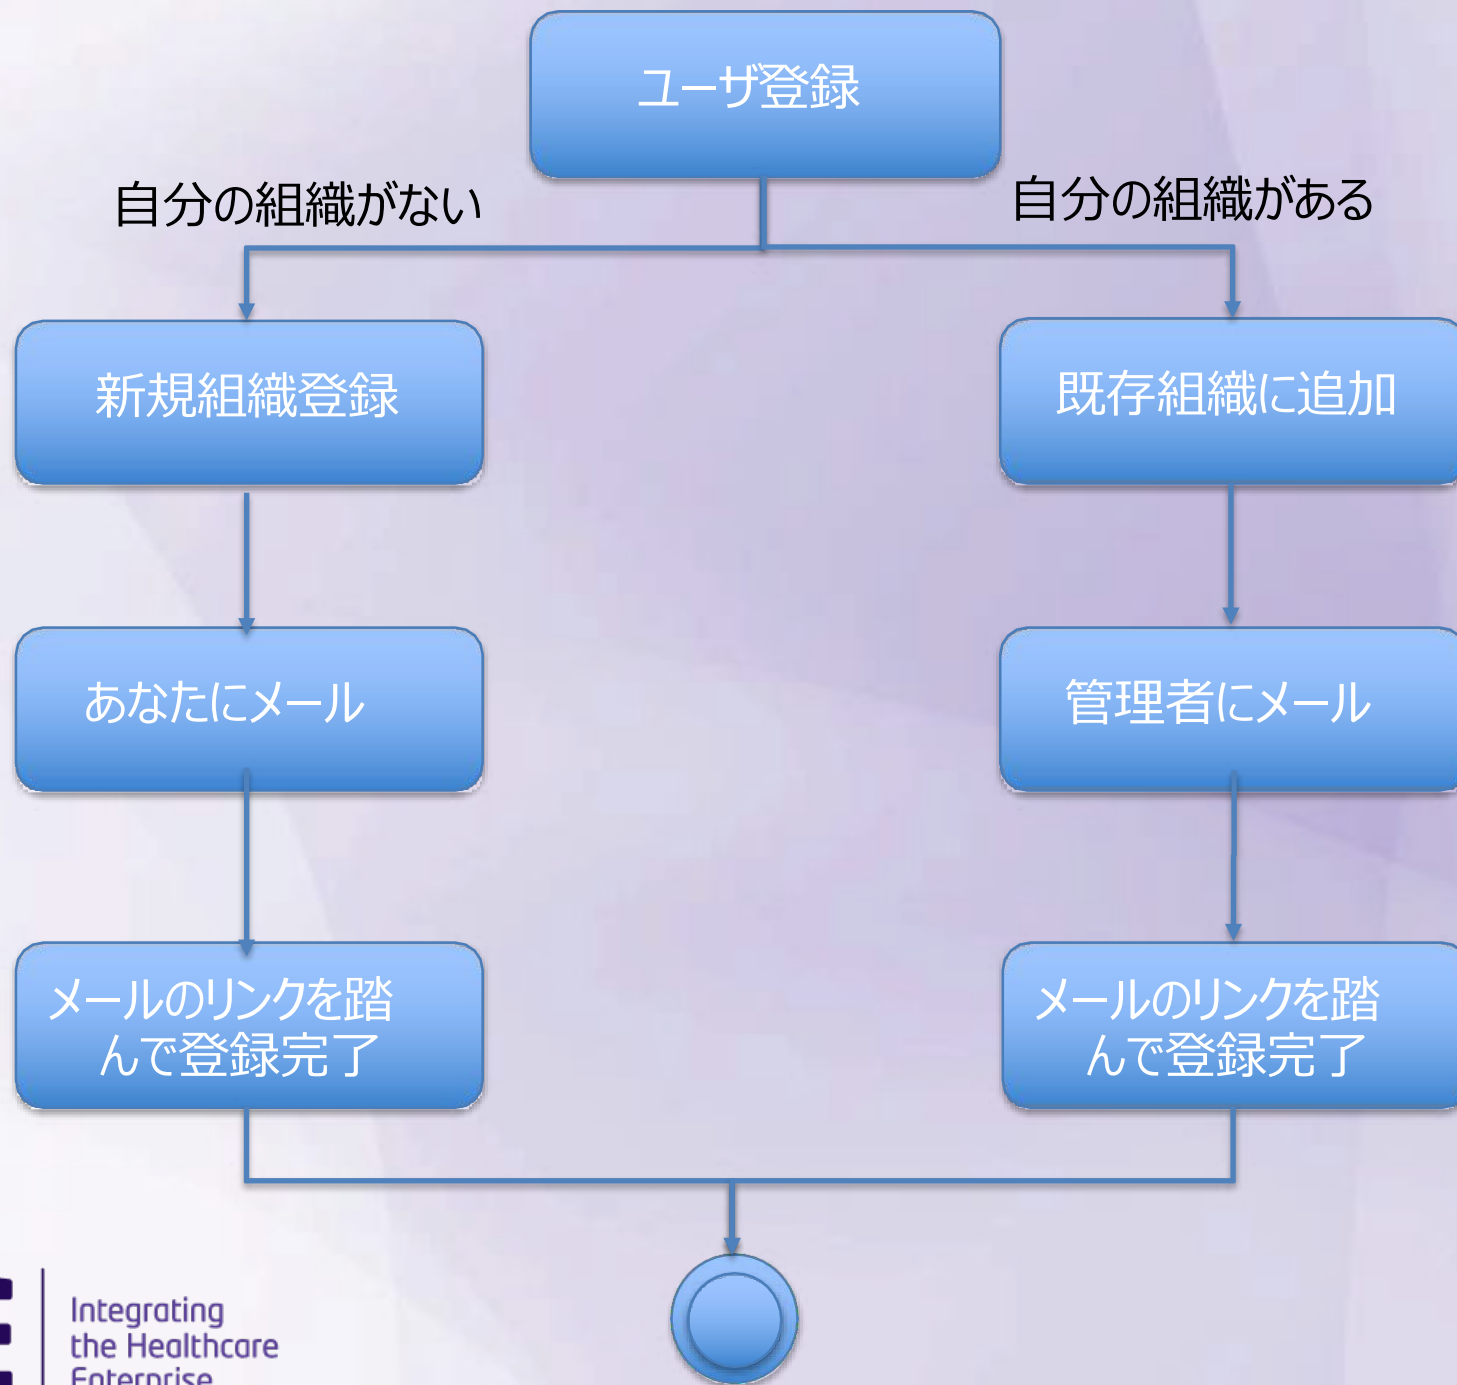 ユーザ登録
自分の組織がない
自分の組織がある
新規組織登録
既存組織に追加
あなたにメール
管理者にメール
メールのリンクを踏
んで登録完了
メールのリンクを踏
んで登録完了
Integrating
the Healthcare
Enterprise